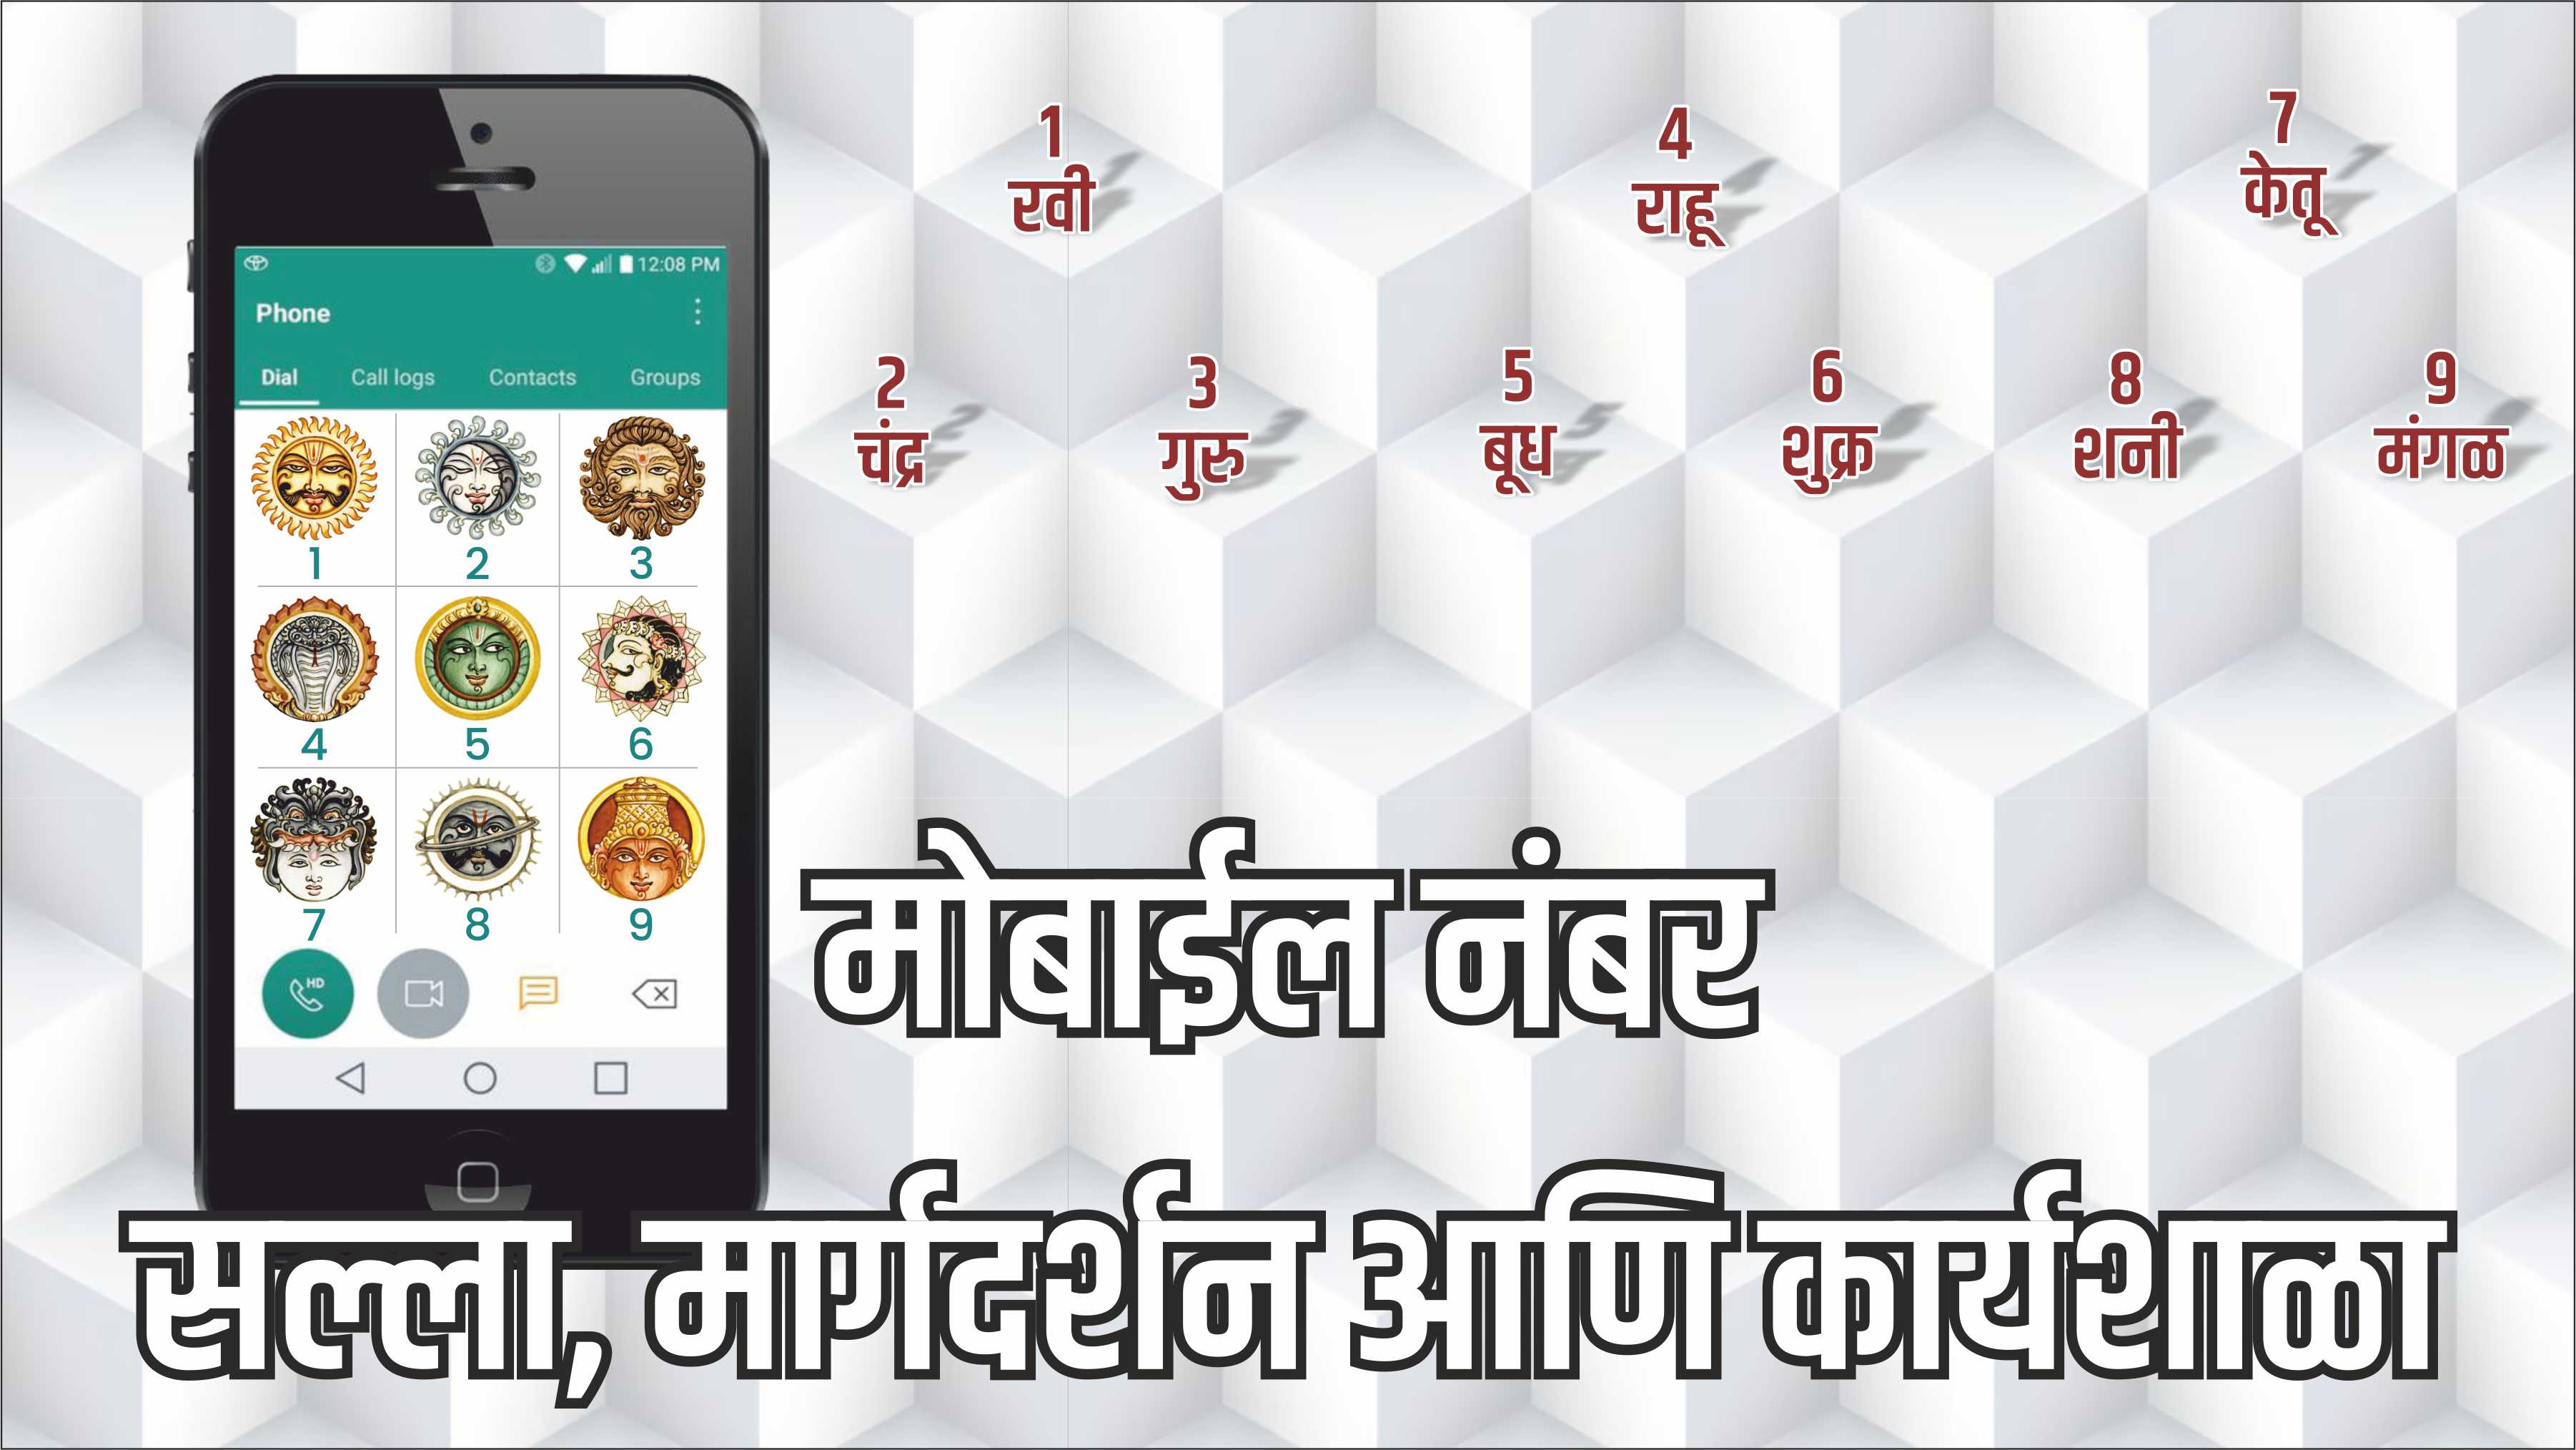 12:08 PM
Phone
Dial Call logs Contacts Groups
1 2 3
4 5 6
7 8 9
HD
1 4 7
रवी राहू केतू
2 3 5 6 8 9
चंद्र गुरु बूध शुक्र शनी मंगळ
मोबाईल नंबर
सल्ला, मार्गदर्शन आणि कार्यशाळा